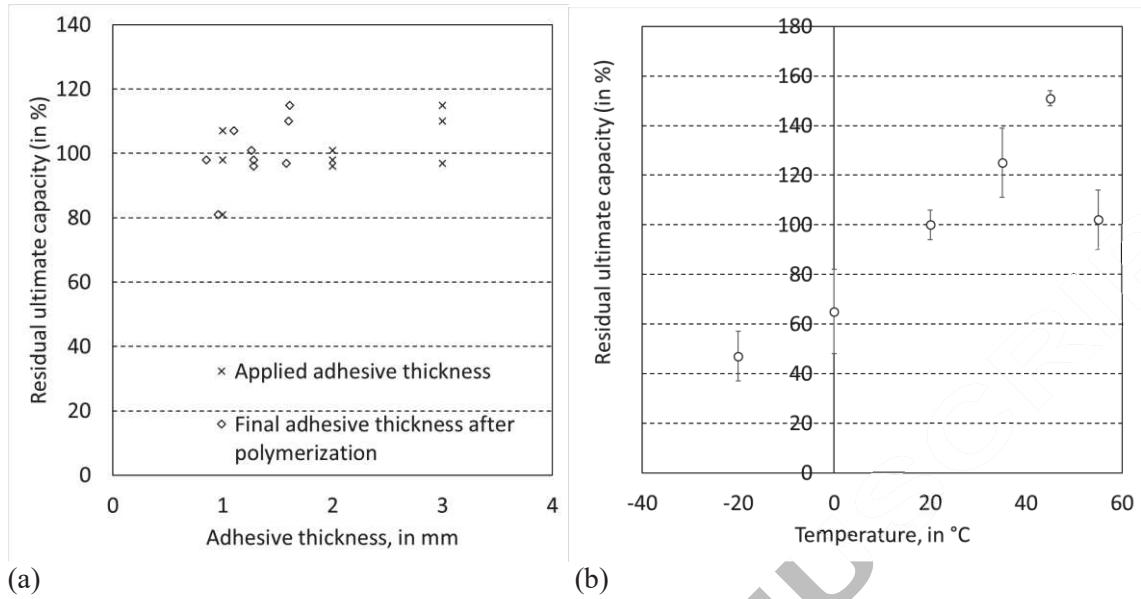 140
120
100
80
60
40
20
0
Residual ultimate capacity (in %)
× Applied adhesive thickness
◇ Final adhesive thickness after
polymerization
0 1 2 3 4
Adhesive thickness, in mm
(a)
180
160
140
120
100
80
60
40
20
0
Residual ultimate capacity (in %)
-40 -20 0 20 40 60
Temperature, in °C
(b)